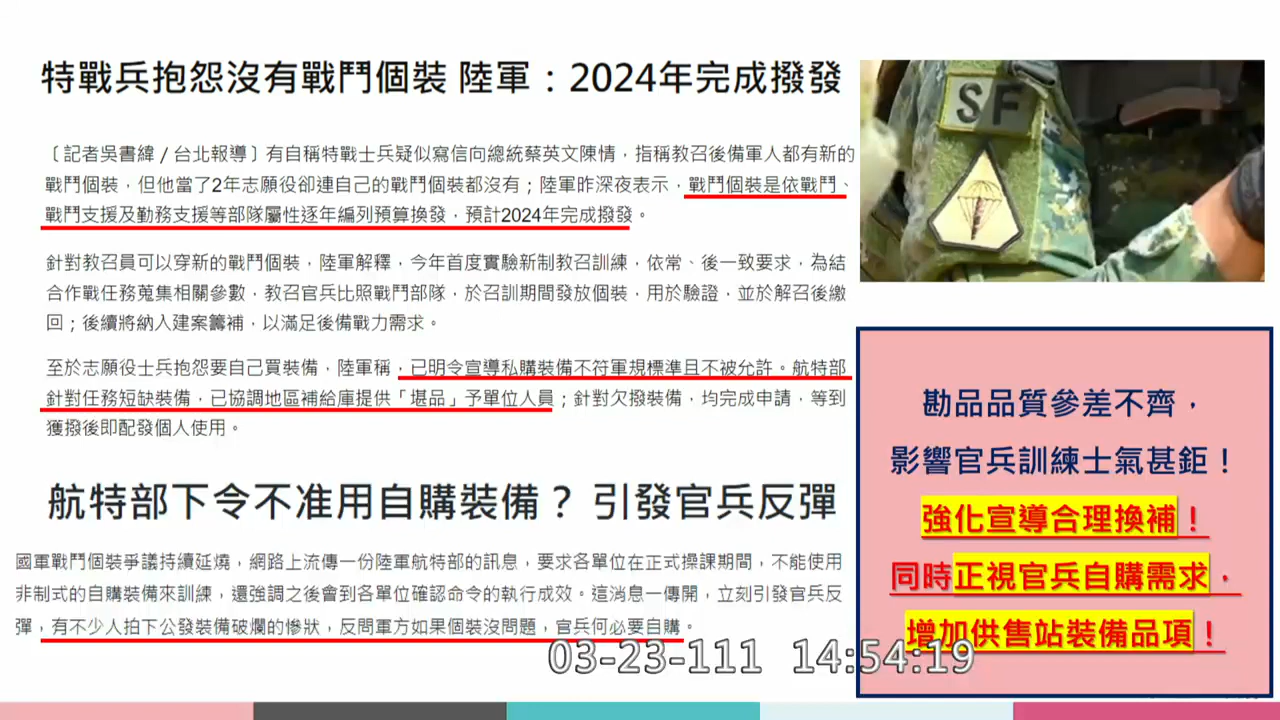 特戰兵抱怨沒有戰鬥個裝 陸軍：2024年完成撥發
〔記者吳書緯／台北報導〕有自稱特戰士兵疑似寫信向總統蔡英文陳情，指稱教召後備軍人都有新的
戰鬥個裝，但他當了2年志願役卻連自己的戰鬥個裝都沒有；陸軍昨深夜表示，戰鬥個裝是依戰鬥、
戰鬥支援及勤務支援等部隊屬性逐年編列預算換發，預計2024年完成撥發。
針對教召員可以穿新的戰鬥個裝，陸軍解釋，今年首度實驗新制教召訓練，依常、後一致要求，為結
合作戰任務蒐集相關參數，教召官兵比照戰鬥部隊，於召訓期間發放個裝，用於驗證，並於解召後繳
回；後續將納入建案籌補，以滿足後備戰力需求。
至於志願役士兵抱怨要自己買裝備，陸軍稱，已明令宣導私購裝備不符軍規標準且不被允許。航特部
針對任務短缺裝備，已協調地區補給庫提供「堪品」予單位人員；針對欠撥裝備，均完成申請，等到
獲撥後即配發個人使用。
航特部下令不准用自購裝備？ 引發官兵反彈
國軍戰鬥個裝爭議持續延燒，網路上流傳一份陸軍航特部的訊息，要求各單位在正式操課期間，不能使用
非制式的自購裝備來訓練，還強調之後會到各單位確認命令的執行成效。這消息一傳開，立刻引發官兵反
彈，有不少人拍下公發裝備破爛的慘狀，反問軍方如果個裝沒問題，官兵何必要自購。
SF
勘品品質參差不齊，
影響官兵訓練士氣甚鉅！
強化宣導合理換補！
同時正視官兵自購需求，
增加供售站裝備品項！
03-23-111 14:54:19